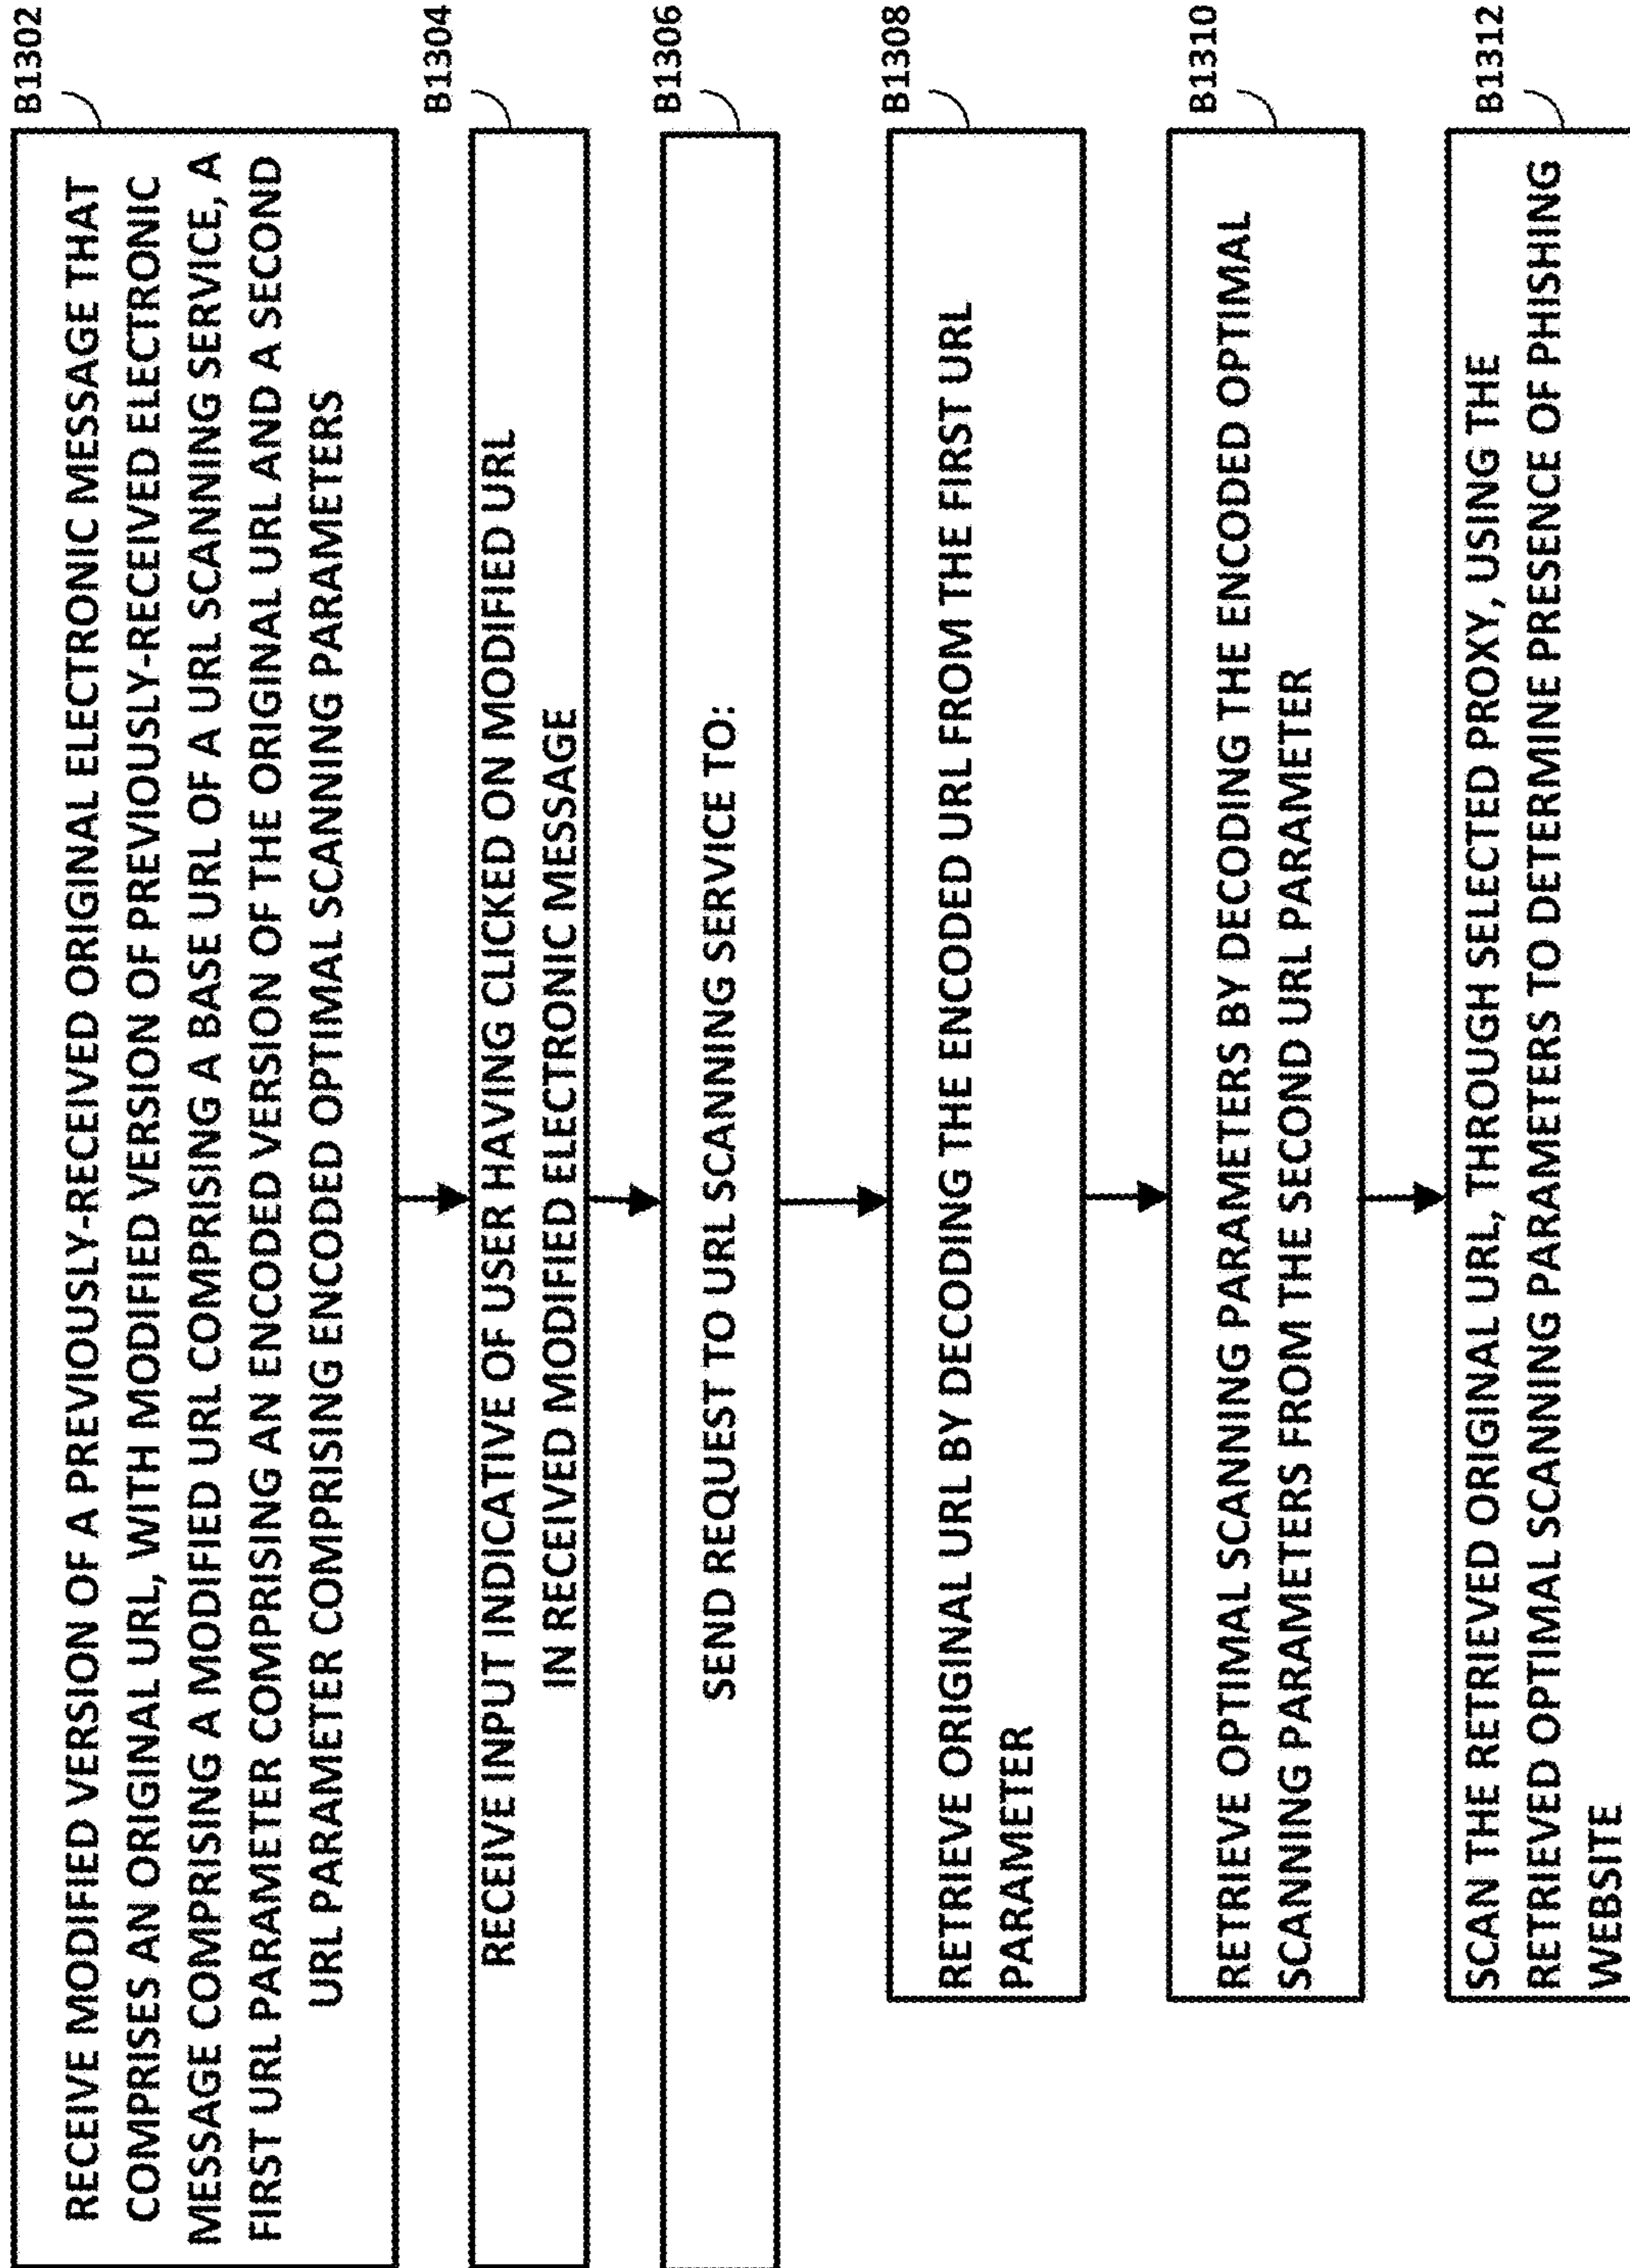 B1302
RECEIVE MODIFIED VERSION OF A PREVIOUSLY-RECEIVED ORIGINAL ELECTRONIC MESSAGE THAT
COMPRISES AN ORIGINAL URL, WITH MODIFIED VERSION OF PREVIOUSLY-RECEIVED ELECTRONIC
MESSAGE COMPRISING A MODIFIED URL COMPRISING A BASE URL OF A URL SCANNING SERVICE, A
FIRST URL PARAMETER COMPRISING AN ENCODED VERSION OF THE ORIGINAL URL AND A SECOND
URL PARAMETER COMPRISING ENCODED OPTIMAL SCANNING PARAMETERS
B1304
RECEIVE INPUT INDICATIVE OF USER HAVING CLICKED ON MODIFIED URL
IN RECEIVED MODIFIED ELECTRONIC MESSAGE
B1306
SEND REQUEST TO URL SCANNING SERVICE TO:
B1308
RETRIEVE ORIGINAL URL BY DECODING THE ENCODED URL FROM THE FIRST URL
PARAMETER
B1310
RETRIEVE OPTIMAL SCANNING PARAMETERS BY DECODING THE ENCODED OPTIMAL
SCANNING PARAMETERS FROM THE SECOND URL PARAMETER
B1312
SCAN THE RETRIEVED ORIGINAL URL, THROUGH SELECTED PROXY, USING THE
RETRIEVED OPTIMAL SCANNING PARAMETERS TO DETERMINE PRESENCE OF PHISHING
WEBSITE